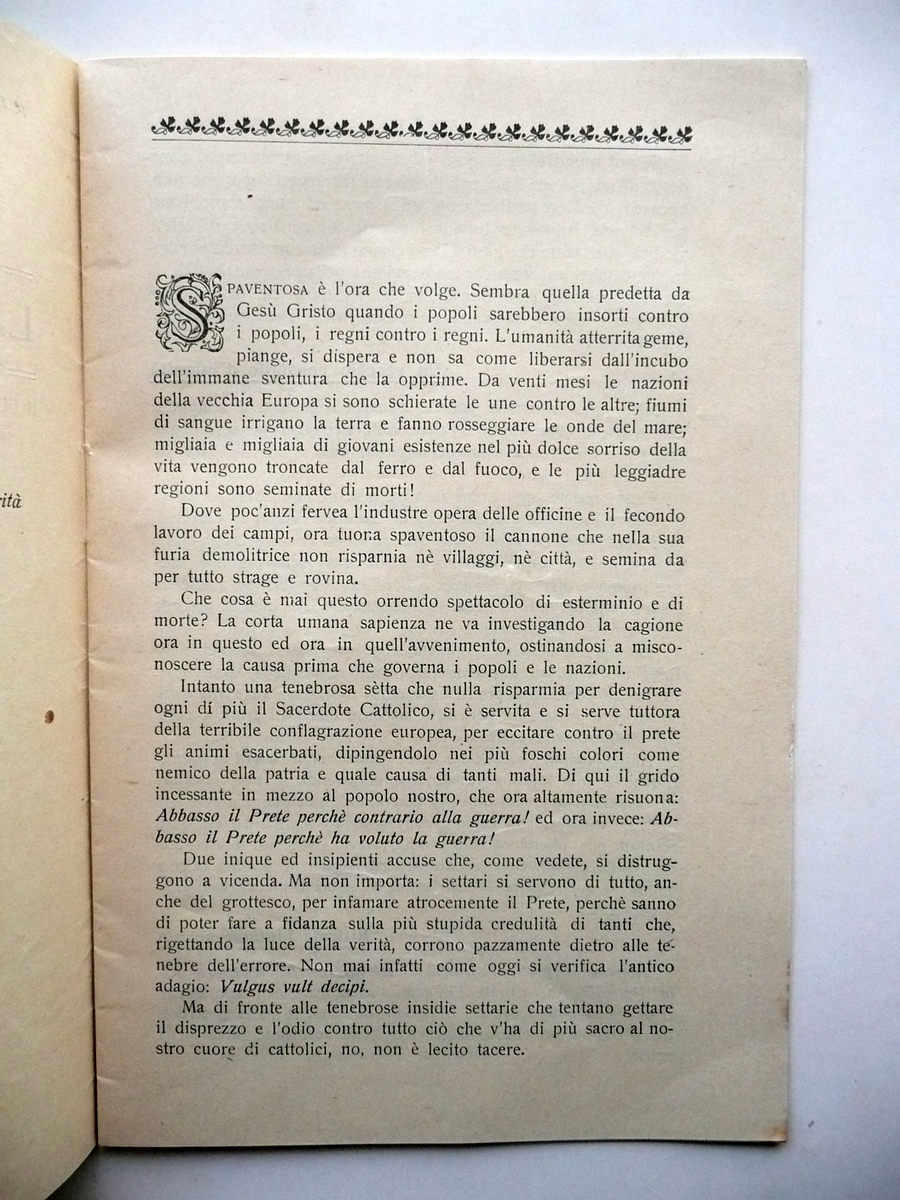 SPAVENTOSA è l'ora che volge. Sembra quella predetta da
Gesù Gristo quando i popoli sarebbero insorti contro
i popoli, i regni contro i regni. L'umanità atterrita geme,
piange, si dispera e non sa come liberarsi dall'incubo
dell'immane sventura che la opprime. Da venti mesi le nazioni
della vecchia Europa si sono schierate le une contro le altre; fiumi
di sangue irrigano la terra e fanno rosseggiare le onde del mare;
migliaia e migliaia di giovani esistenze nel più dolce sorriso della
vita vengono troncate dal ferro e dal fuoco, e le più leggiadre
regioni sono seminate di morti!
Dove poc'anzi fervea l'industre opera delle officine e il fecondo
lavoro dei campi, ora tuona spaventoso il cannone che nella sua
furia demolitrice non risparnia nè villaggi, nè città, e semina da
per tutto strage e rovina.
Che cosa è mai questo orrendo spettacolo di esterminio e di
morte? La corta umana sapienza ne va investigando la cagione
ora in questo ed ora in quell'avvenimento, ostinandosi a misco-
noscere la causa prima che governa i popoli e le nazioni.
Intanto una tenebrosa sètta che nulla risparmia per denigrare
ogni dí più il Sacerdote Cattolico, si è servita e si serve tuttora
della terribile conflagrazione europea, per eccitare contro il prete
gli animi esacerbati, dipingendolo nei più foschi colori come
nemico della patria e quale causa di tanti mali. Di qui il grido
incessante in mezzo al popolo nostro, che ora altamente risuona:
Abbasso il Prete perchè contrario alla guerra! ed ora invece: Ab-
basso il Prete perchè ha voluto la guerra!
Due inique ed insipienti accuse che, come vedete, si distrug-
gono a vicenda. Ma non importa: i settari si servono di tutto, an-
che del grottesco, per infamare atrocemente il Prete, perchè sanno
di poter fare a fidanza sulla più stupida credulità di tanti che,
rigettando la luce della verità, corrono pazzamente dietro alle te-
nebre dell'errore. Non mai infatti come oggi si verifica l'antico
adagio: Vulgus vult decipi.
Ma di fronte alle tenebrose insidie settarie che tentano gettare
il disprezzo e l'odio contro tutto ciò che v'ha di più sacro al no-
stro cuore di cattolici, no, non è lecito tacere.